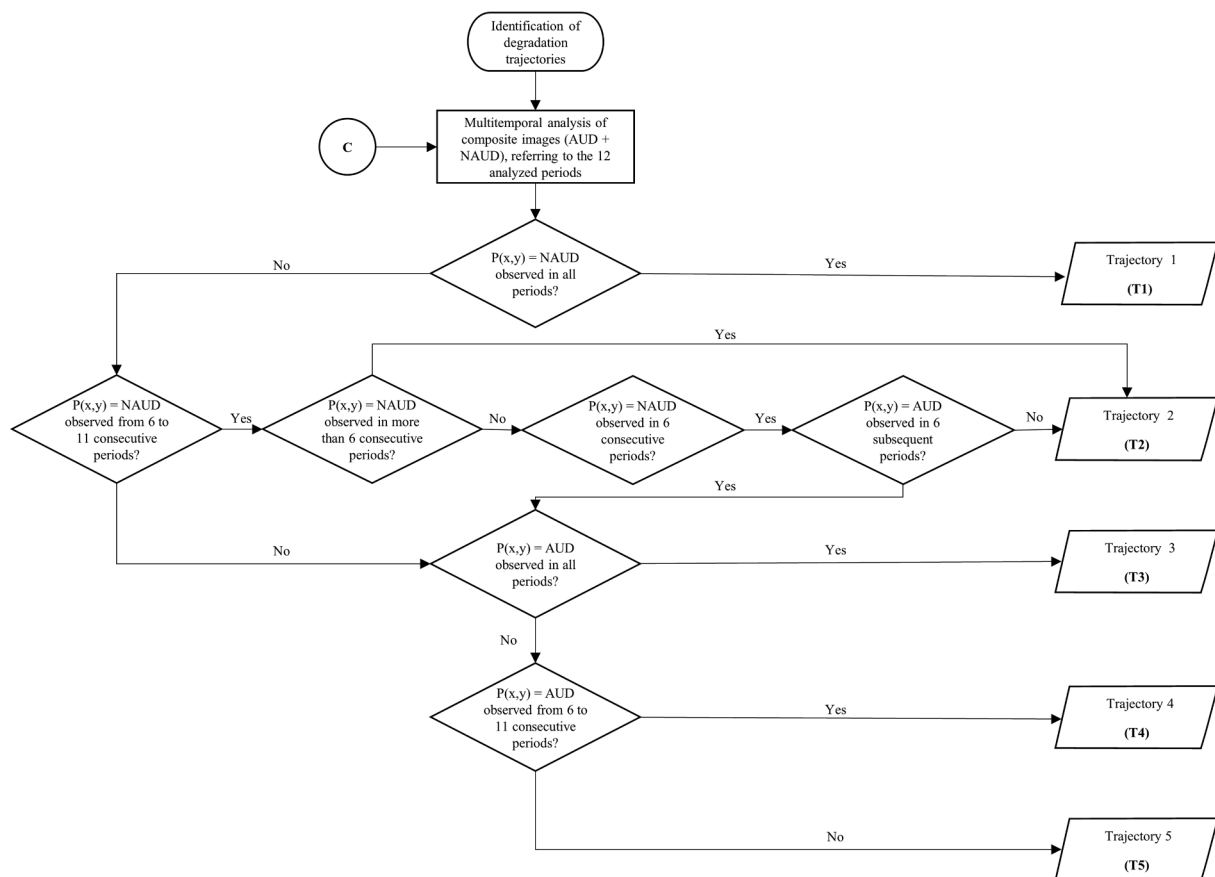 Identification of
degradation
trajectories
C
Multitemporal analysis of
composite images (AUD +
NAUD), referring to the 12
analyzed periods
P(x,y) = NAUD
observed in all
periods?
No
Yes
Trajectory 1
(T1)
Yes
P(x,y) = NAUD
observed from 6 to
11 consecutive
periods?
Yes
P(x,y) = NAUD
observed in more
than 6 consecutive
periods?
No
P(x,y) = NAUD
observed in 6
consecutive
periods?
Yes
P(x,y) = AUD
observed in 6
subsequent
periods?
No
Trajectory 2
(T2)
Yes
No
P(x,y) = AUD
observed in all
periods?
Yes
Trajectory 3
(T3)
No
P(x,y) = AUD
observed from 6 to
11 consecutive
periods?
Yes
Trajectory 4
(T4)
No
Trajectory 5
(T5)